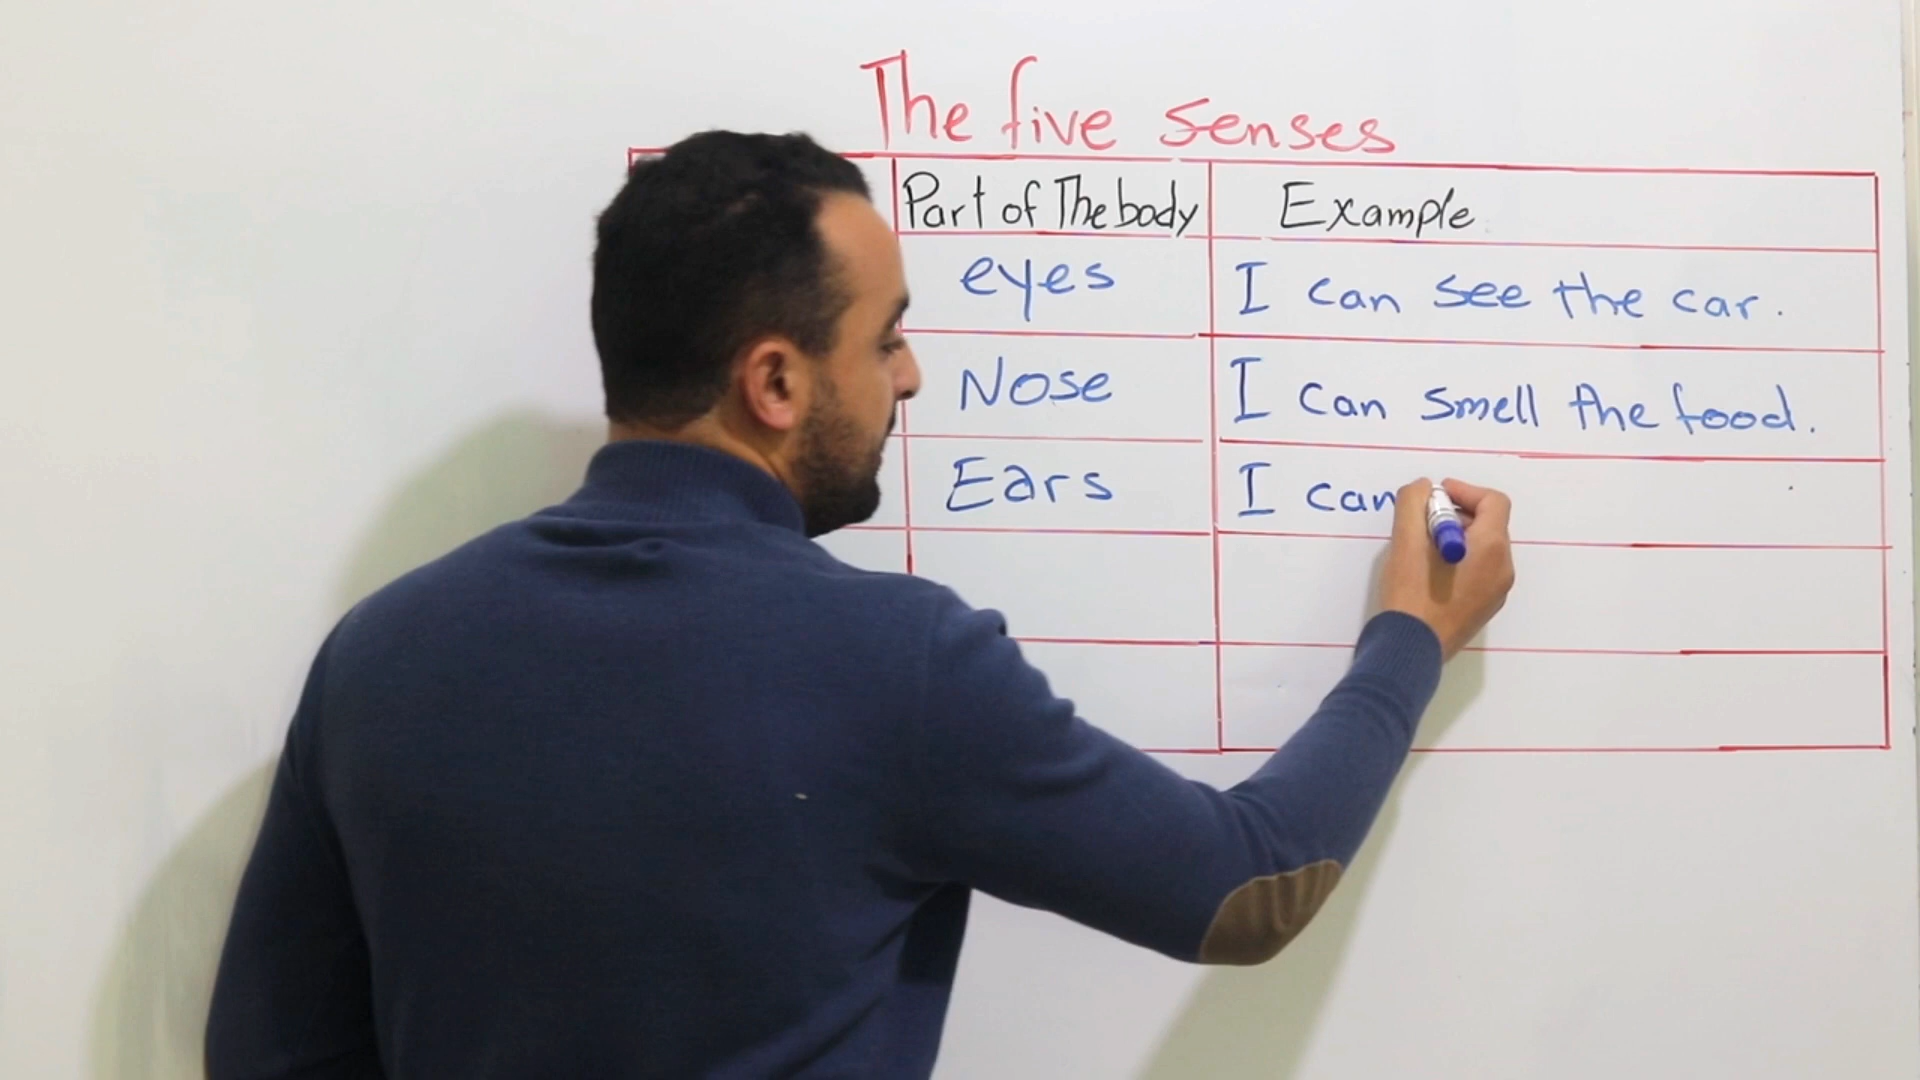 The five senses
Part of The body Example
eyes I can see the car.
Nose I can smell the food.
Ears I can